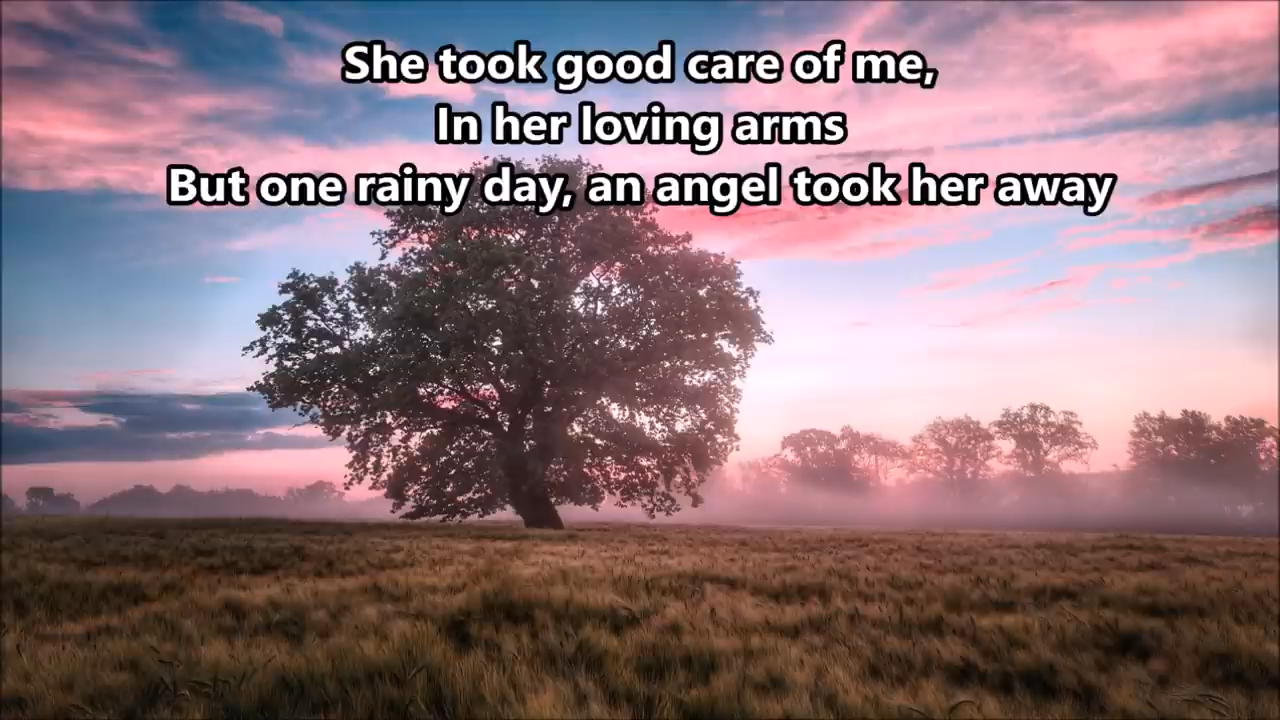 She took good care of me,
In her loving arms
But one rainy day, an angel took her away